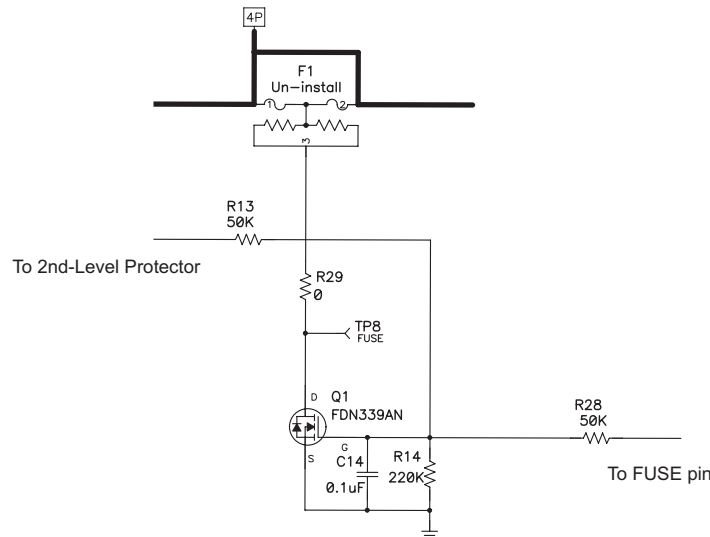 4P
F1
Un-install
1 2
3
R13
50K
To 2nd-Level Protector
R29
0
TP8
FUSE
D
Q1
FDN339AN
G
S
C14
0.1uF
R14
220K
R28
50K
To FUSE pin